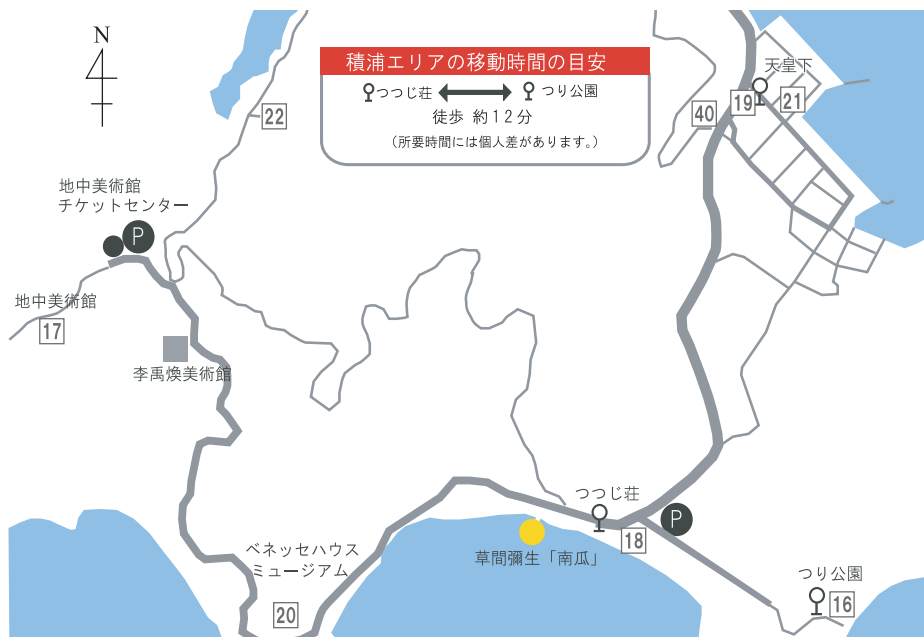 N
積浦エリアの移動時間の目安
つつじ荘 つり公園
徒歩 約12分
(所要時間には個人差があります。)
天皇下
40
19
21
22
地中美術館
チケットセンター
P
地中美術館
17
李禹煥美術館
つつじ荘
P
18
草間彌生「南瓜」
ベネッセハウス
ミュージアム
20
つり公園
16